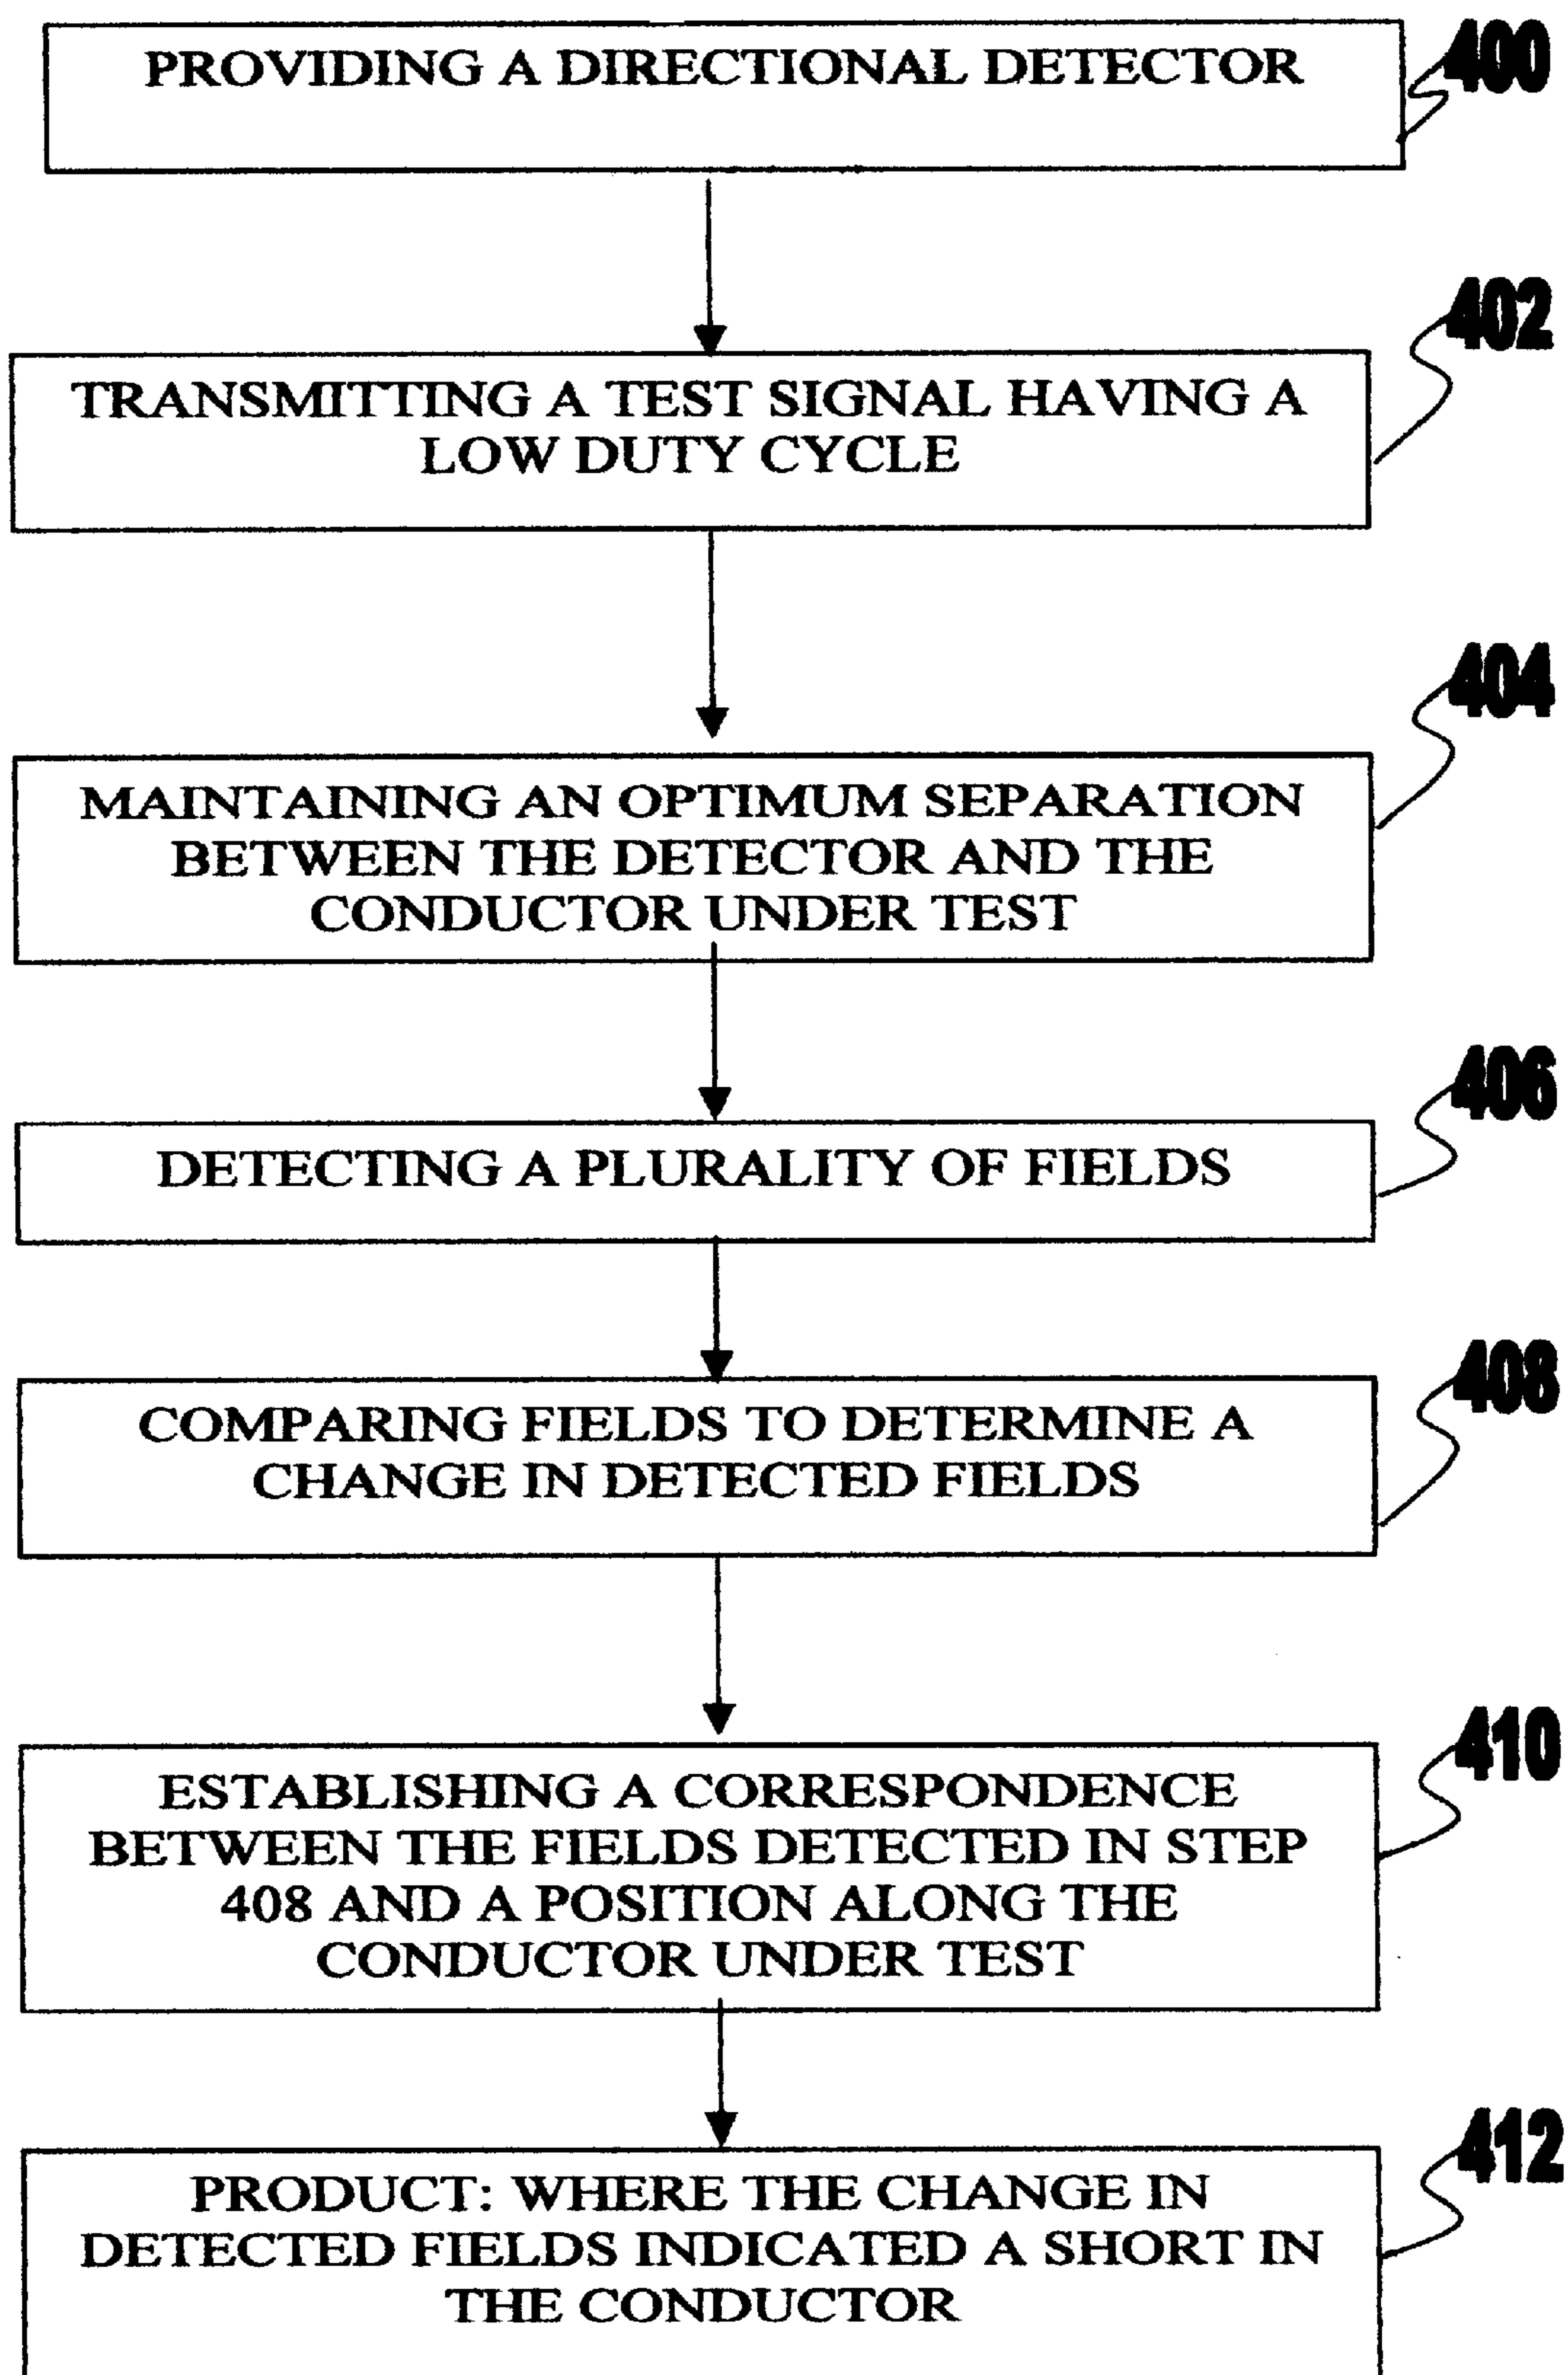 PROVIDING A DIRECTIONAL DETECTOR
400
TRANSMITTING A TEST SIGNAL HAVING A
LOW DUTY CYCLE
402
MAINTAINING AN OPTIMUM SEPARATION
BETWEEN THE DETECTOR AND THE
CONDUCTOR UNDER TEST
404
DETECTING A PLURALITY OF FIELDS
406
COMPARING FIELDS TO DETERMINE A
CHANGE IN DETECTED FIELDS
408
ESTABLISHING A CORRESPONDENCE
BETWEEN THE FIELDS DETECTED IN STEP
408 AND A POSITION ALONG THE
CONDUCTOR UNDER TEST
410
PRODUCT: WHERE THE CHANGE IN
DETECTED FIELDS INDICATED A SHORT IN
THE CONDUCTOR
412